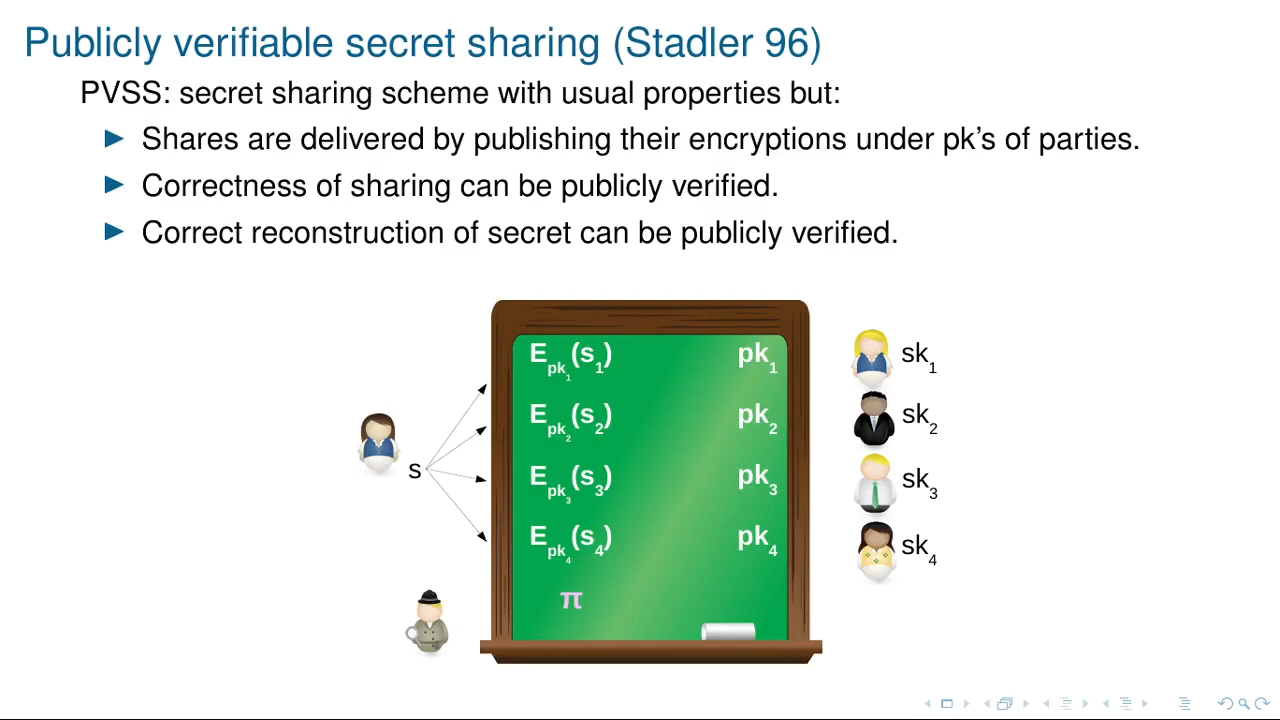 Publicly verifiable secret sharing (Stadler 96)
PVSS: secret sharing scheme with usual properties but:
Shares are delivered by publishing their encryptions under pk's of parties.
Correctness of sharing can be publicly verified.
Correct reconstruction of secret can be publicly verified.
E_pk_1(s_1) pk_1 sk_1
E_pk_2(s_2) pk_2 sk_2
s
E_pk_3(s_3) pk_3 sk_3
E_pk_4(s_4) pk_4 sk_4
π